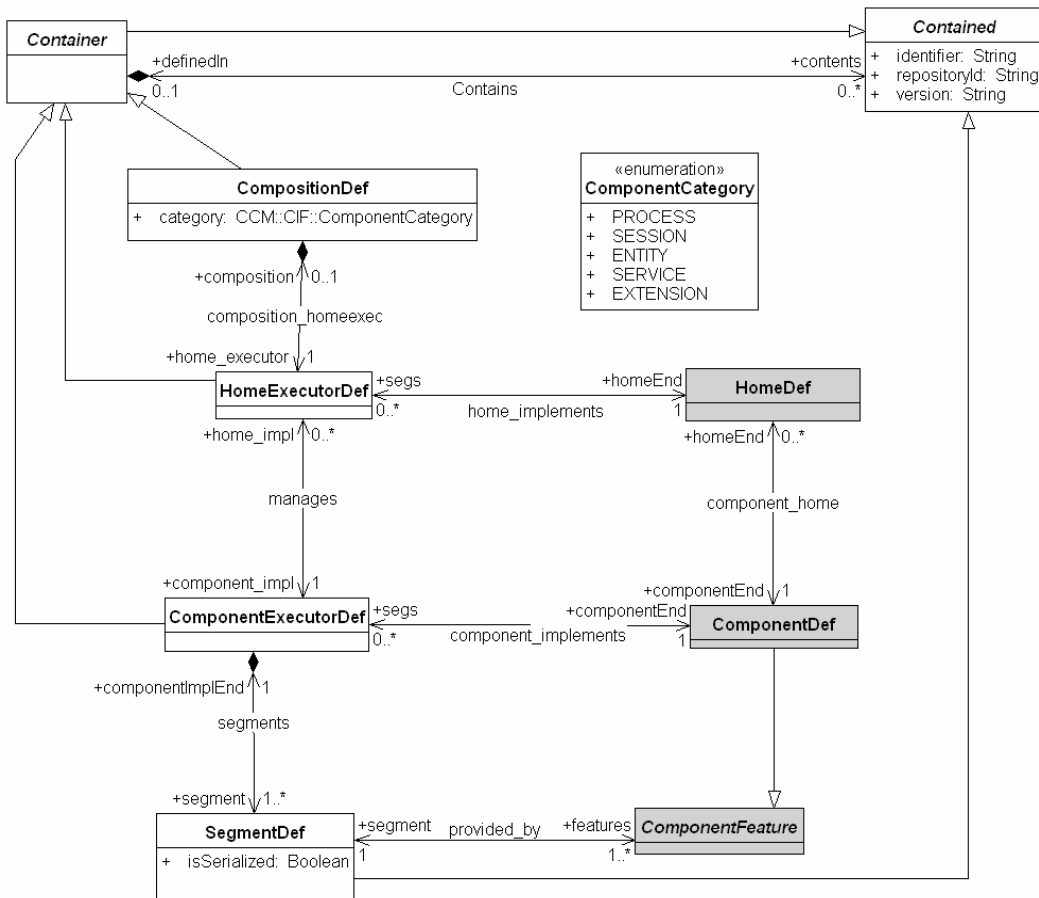 Container
Contained
+ identifier: String
+ repositoryId: String
+ version: String
+definedIn
+contents
0..1
Contains
0..*
CompositionDef
+ category: CCM::CIF::ComponentCategory
«enumeration»
ComponentCategory
+ PROCESS
+ SESSION
+ ENTITY
+ SERVICE
+ EXTENSION
+composition
0..1
composition_homeexec
+home_executor
1
HomeExecutorDef
+segs
0..*
home_implements
+homeEnd
1
HomeDef
+home_impl
0..*
+homeEnd
0..*
manages
component_home
+component_impl
1
+componentEnd
1
ComponentExecutorDef
+segs
0..*
component_implements
+componentEnd
1
ComponentDef
+componentImplEnd
1
segments
+segment
1..*
SegmentDef
+ isSerialized: Boolean
+segment
1
provided_by
+features
1..*
ComponentFeature